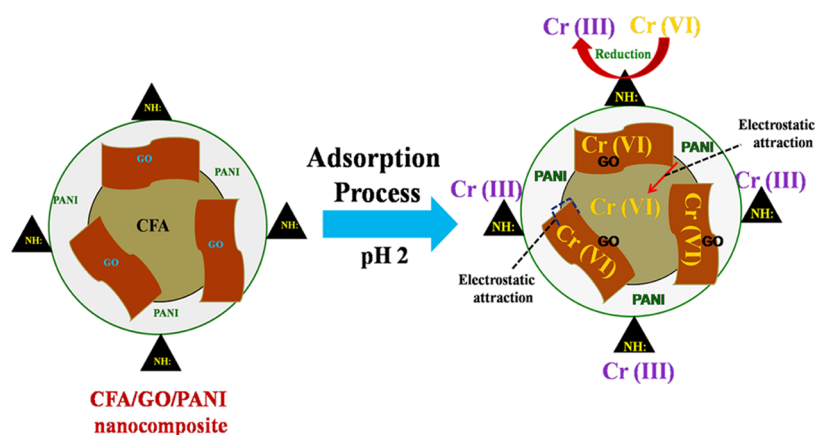 NH:
GO
PANI
PANI
NH:
CFA
GO
NH:
GO
PANI
NH:
CFA/GO/PANI
nanocomposite
Adsorption
Process
pH 2
Cr (III) Cr (VI)
Reduction
NH:
Electrostatic
attraction
Cr (VI)
GO
PANI
PANI
Cr (III)
Cr (III)
NH:
Cr (VI)
Cr (VI)
GO
NH:
Cr (VI)
GO
Electrostatic
attraction
PANI
NH:
Cr (III)